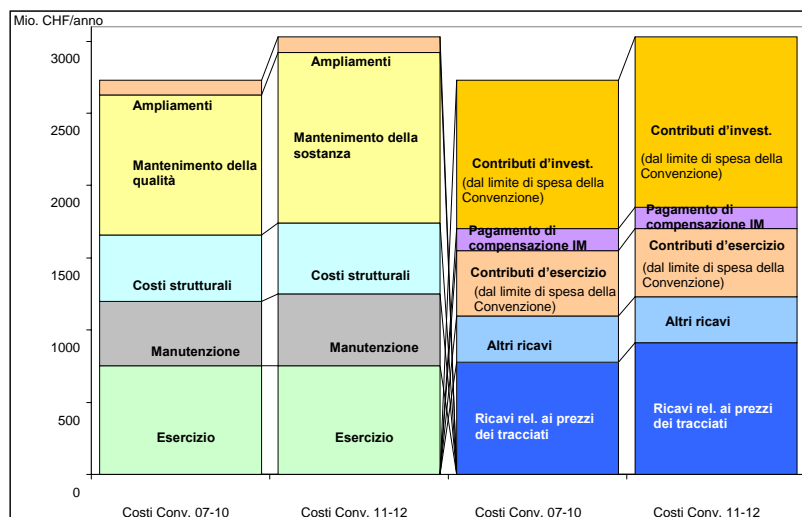 Mio. CHF/anno
3000
2500
2000
1500
1000
500
0
Ampliamenti
Mantenimento della
qualità
Costi strutturali
Manutenzione
Esercizio
Ampliamenti
Mantenimento della
sostanza
Costi strutturali
Manutenzione
Esercizio
Contributi d'invest.
(dal limite di spesa della
Convenzione)
Pagamento di
compensazione IM
Contributi d'esercizio
(dal limite di spesa della
Convenzione)
Altri ricavi
Ricavi rel. ai prezzi
dei tracciati
Contributi d'invest.
(dal limite di spesa della
Convenzione)
Pagamento di
compensazione IM
Contributi d'esercizio
(dal limite di spesa della
Convenzione)
Altri ricavi
Ricavi rel. ai prezzi
dei tracciati
Costi Conv. 07-10
Costi Conv. 11-12
Costi Conv. 07-10
Costi Conv. 11-12